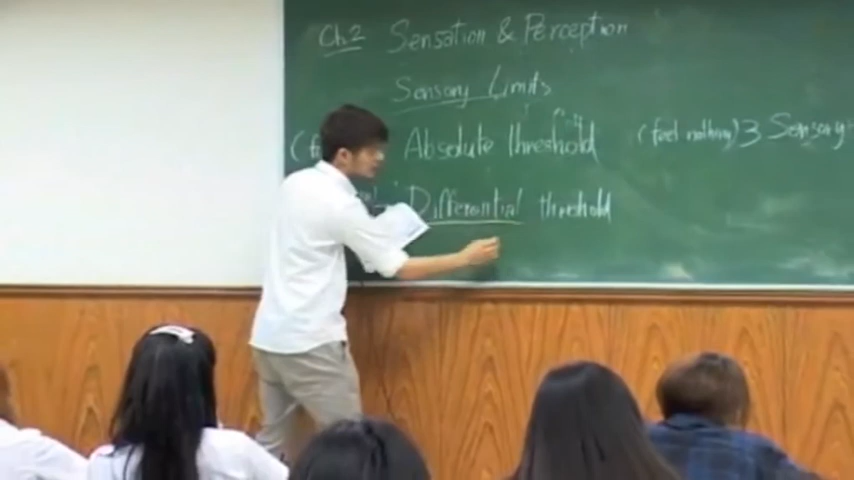 Ch.2 Sensation & Perception
Sensory Limits
Absolute threshold (feel nothing) 3 Sensory
Differential threshold